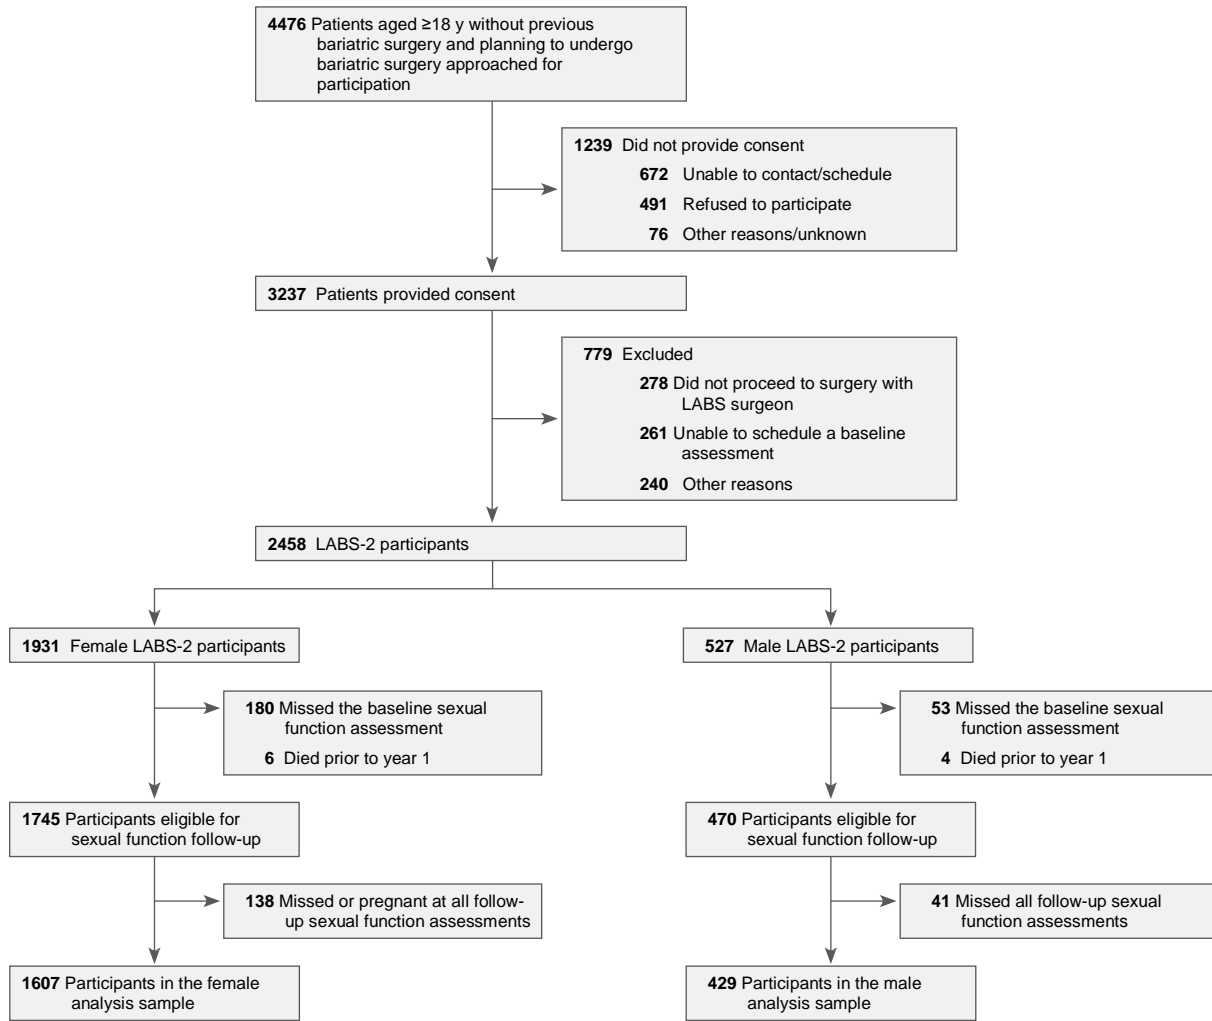 4476 Patients aged ≥18 y without previous
bariatric surgery and planning to undergo
bariatric surgery approached for
participation
1239 Did not provide consent
672 Unable to contact/schedule
491 Refused to participate
76 Other reasons/unknown
3237 Patients provided consent
779 Excluded
278 Did not proceed to surgery with
LABS surgeon
261 Unable to schedule a baseline
assessment
240 Other reasons
2458 LABS-2 participants
1931 Female LABS-2 participants
527 Male LABS-2 participants
180 Missed the baseline sexual
function assessment
6 Died prior to year 1
53 Missed the baseline sexual
function assessment
4 Died prior to year 1
1745 Participants eligible for
sexual function follow-up
470 Participants eligible for
sexual function follow-up
138 Missed or pregnant at all follow-
up sexual function assessments
41 Missed all follow-up sexual
function assessments
1607 Participants in the female
analysis sample
429 Participants in the male
analysis sample